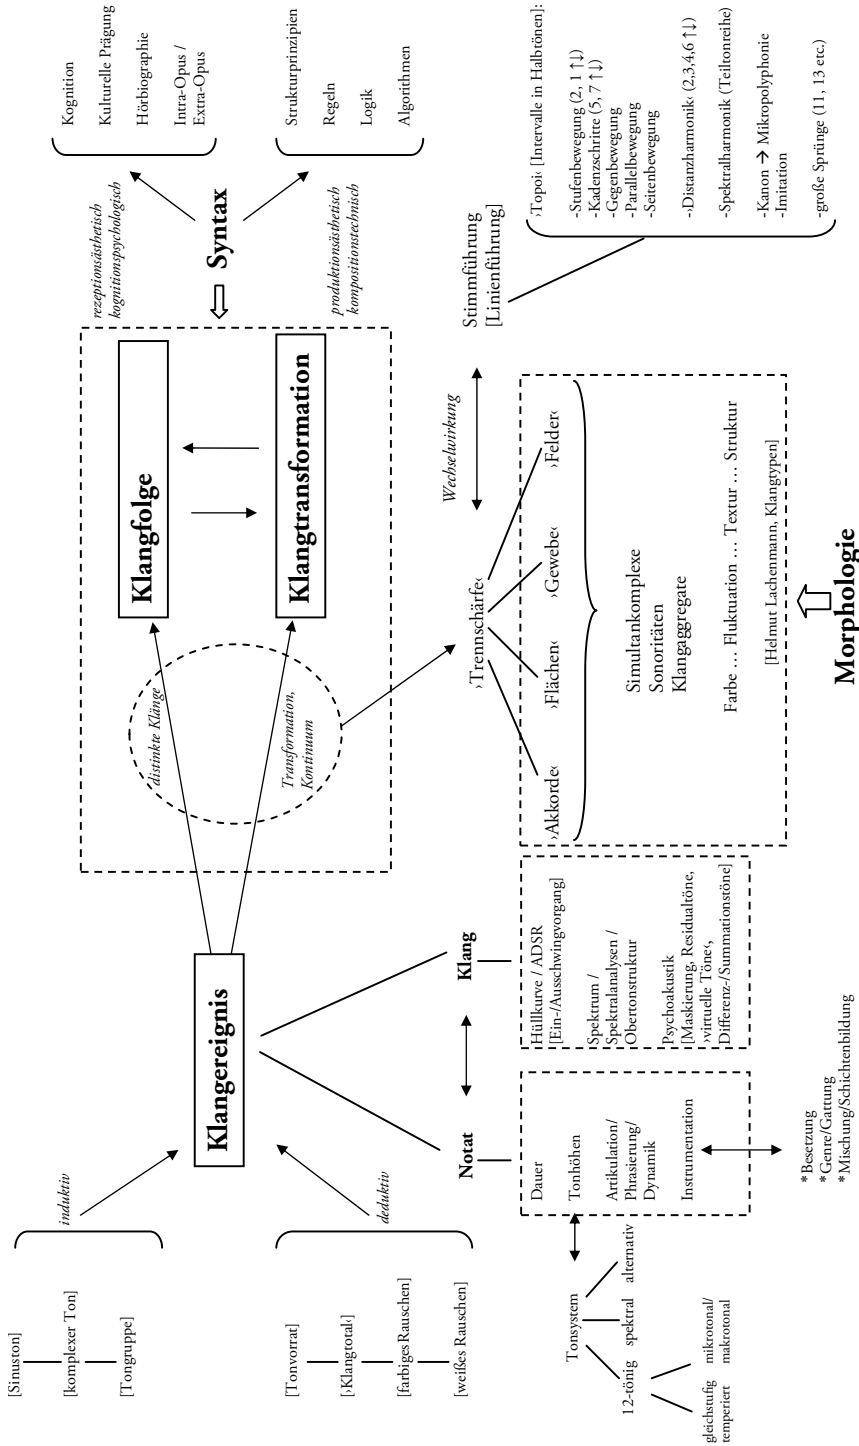 [Sinuston]
[komplexer Ton]
[Tongruppe]
induktiv
[Tonvorrat]
[›Klangtotal‹]
[farbiges Rauschen]
[weißes Rauschen]
deduktiv
Klangereignis
distinkte Klänge
Transformation,
Kontinuum
Klangfolge
Klangtransformation
rezeptionsästhetisch
kognitionspsychologisch
Syntax
produktionsästhetisch
kompositionstechnisch
Kognition
Kulturelle Prägung
Hörbiographie
Intra-Opus /
Extra-Opus
Strukturprinzipien
Regeln
Logik
Algorithmen
Notat
Klang
Dauer
Tonhöhen
Artikulation/
Phrasierung/
Dynamik
Instrumentation
*Besetzung
*Genre/Gattung
*Mischung/Schichtenbildung
Tonsystem
12-tönig
spektral
alternativ
gleichstufig
temperiert
mikrotonal/
makrotonal
Hüllkurve / ADSR
[Ein-/Ausschwingvorgang]
Spektrum /
Spektralanalysen /
Obertonstruktur
Psychoakustik
[Maskierung, Residualtöne,
›virtuelle Töne‹,
Differenz-/Summationstöne]
›Trennschärfe‹
›Akkorde‹
›Flächen‹
›Gewebe‹
›Felder‹
Simultankomplexe
Sonoritäten
Klangaggregate
Farbe … Fluktuation … Textur … Struktur
[Helmut Lachenmann, Klangtypen]
Morphologie
Wechselwirkung
Stimmführung
[Linienführung]
›Topoi‹ [Intervalle in Halbtönen]:
-Stufenbewegung (2, 1 ↑↓)
-Kadenzschritte (5, 7 ↑↓)
-Gegenbewegung
-Parallelbewegung
-Seitenbewegung
-›Distanzharmonik‹ (2,3,4,6 ↑↓)
-Spektralharmonik (Teiltonreihe)
-Kanon → Mikropolyphonie
-Imitation
-große Sprünge (11, 13 etc.)